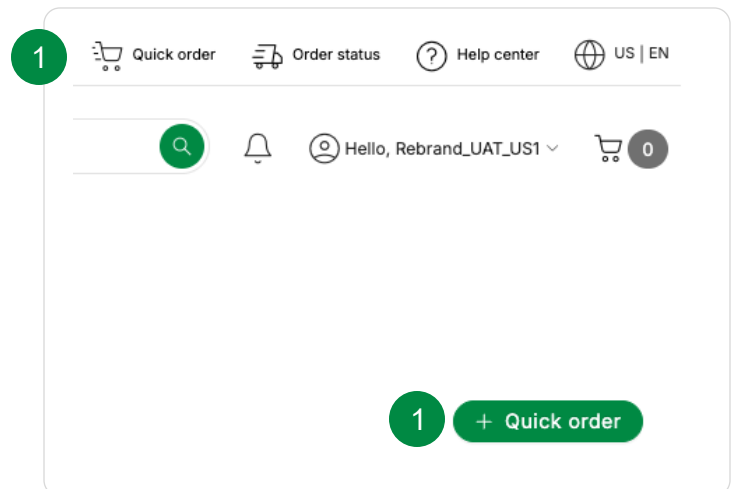 1 Quick order Order status Help center US | EN
Hello, Rebrand_UAT_US1 0
1 + Quick order